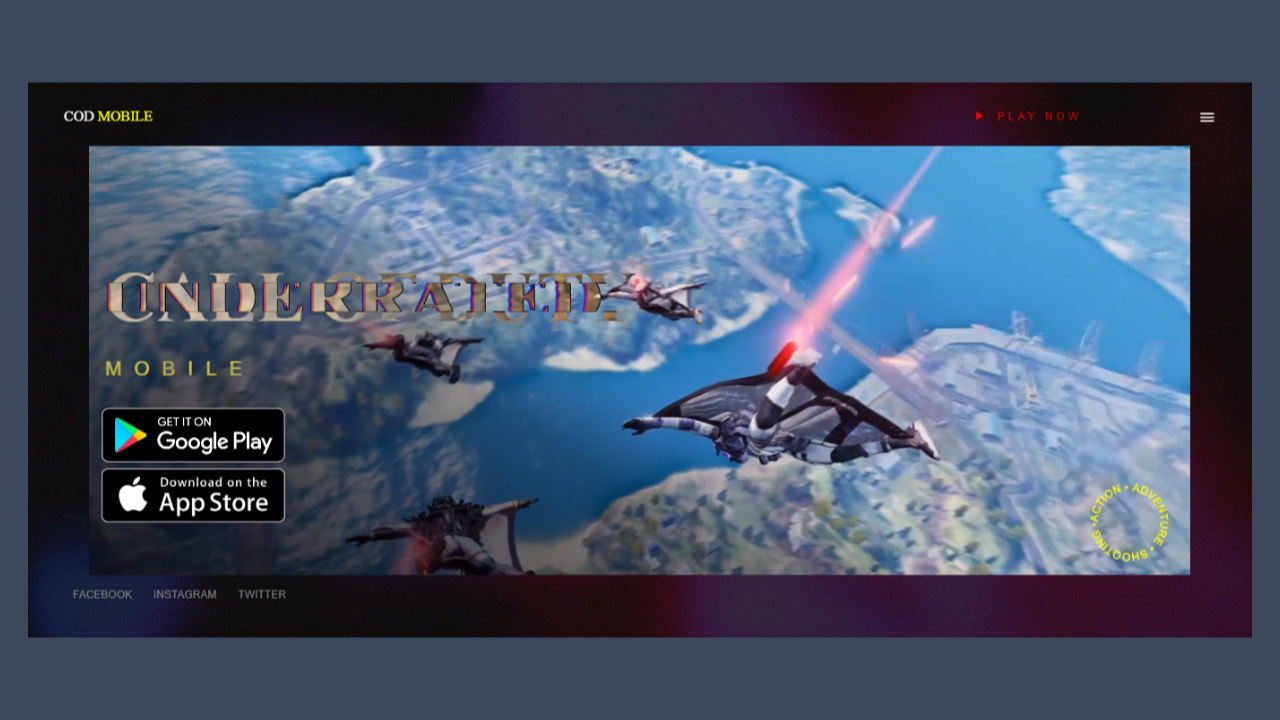 COD MOBILE
PLAY NOW
CALL OF DUTY
UNDERRATED
MOBILE
GET IT ON
Google Play
Download on the
App Store
ACTION • ADVENTURE • SHOOTING •
FACEBOOK INSTAGRAM TWITTER